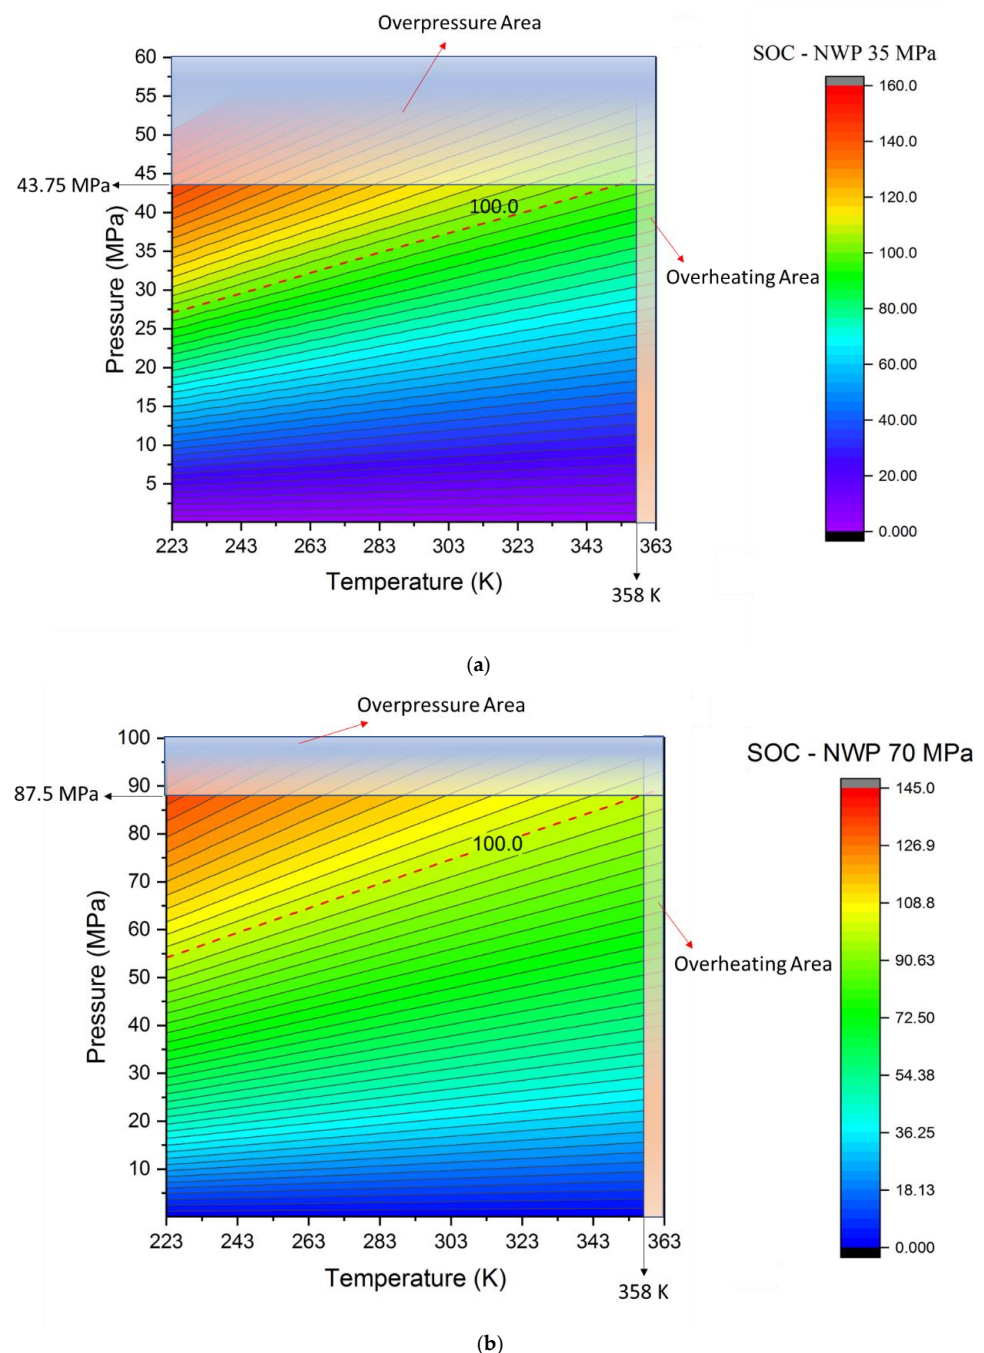 Overpressure Area
SOC - NWP 35 MPa
60
55
50
45
43.75 MPa
40
35
30
25
20
15
10
5
Pressure (MPa)
100.0
Overheating Area
160.0
140.0
120.0
100.0
80.00
60.00
40.00
20.00
0.000
223 243 263 283 303 323 343 363
Temperature (K)
358 K
(a)
Overpressure Area
SOC - NWP 70 MPa
100
90
87.5 MPa
80
70
60
50
40
30
20
10
Pressure (MPa)
100.0
Overheating Area
145.0
126.9
108.8
90.63
72.50
54.38
36.25
18.13
0.000
223 243 263 283 303 323 343 363
Temperature (K)
358 K
(b)